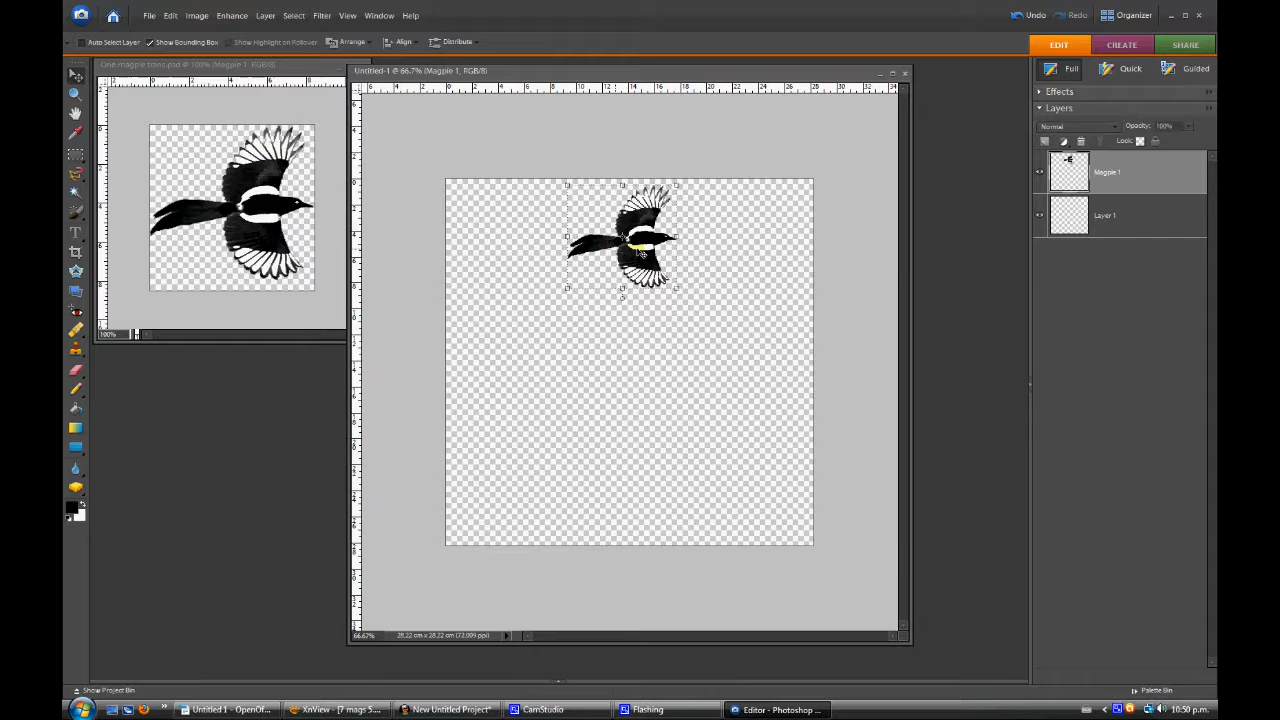 File Edit Image Enhance Layer Select Filter View Window Help
Undo Redo Organizer
Auto Select Layer Show Bounding Box Show Highlight on Rollover Arrange Align Distribute
EDIT CREATE SHARE
One magpie trans.psd @ 100% (Magpie 1, RGB/8)
Untitled-1 @ 66.7% (Magpie 1, RGB/8)
Full Quick Guided
Effects
Layers
Normal Opacity: 100%
Lock:
Magpie 1
Layer 1
100%
66.67% 28.22 cm x 28.22 cm (72.009 ppi)
Show Project Bin
Palette Bin
Untitled 1 - OpenOf...
XnView - [7 mags 5....
New Untitled Project*
CamStudio
Flashing
Editor - Photoshop ...
10:50 p.m.